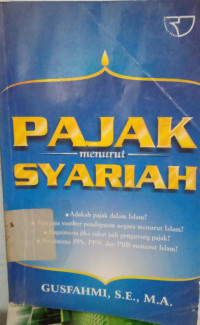 PAJAK
menurut
SYARIAH
Adakah pajak dalam Islam?
Apa saja sumber pendapatan negara menurut Islam?
Bagaimana jika zakat jadi pengurang pajak?
Bagaimana PPh, PPN, dan PBB menurut Islam?
GUSFAHMI, S.E., M.A.